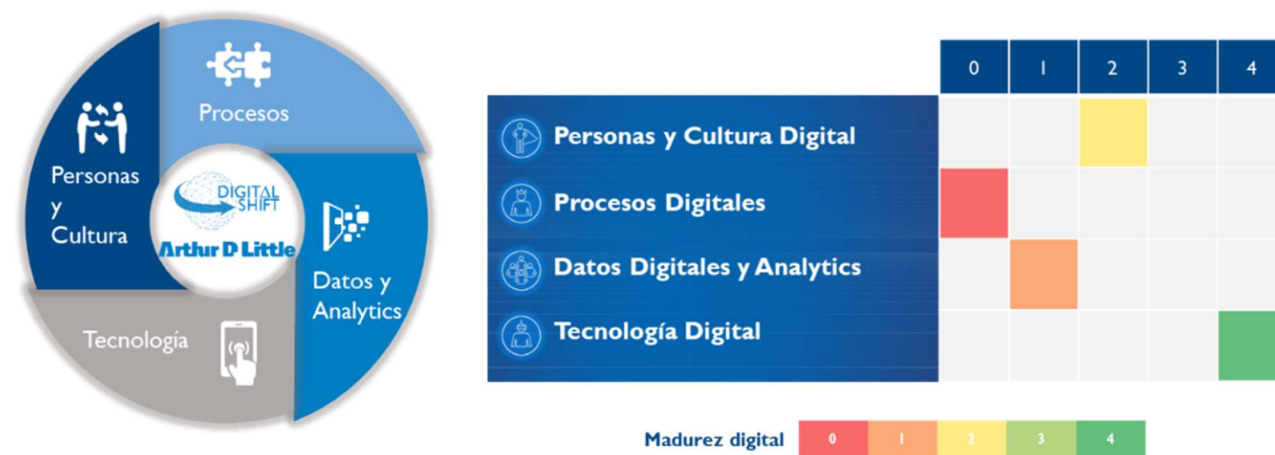 Procesos
Personas
y
Cultura
DIGITAL
SHIFT
Arthur D Little
Datos y
Analytics
Tecnología
0 1 2 3 4
Personas y Cultura Digital
Procesos Digitales
Datos Digitales y Analytics
Tecnología Digital
Madurez digital 0 1 2 3 4